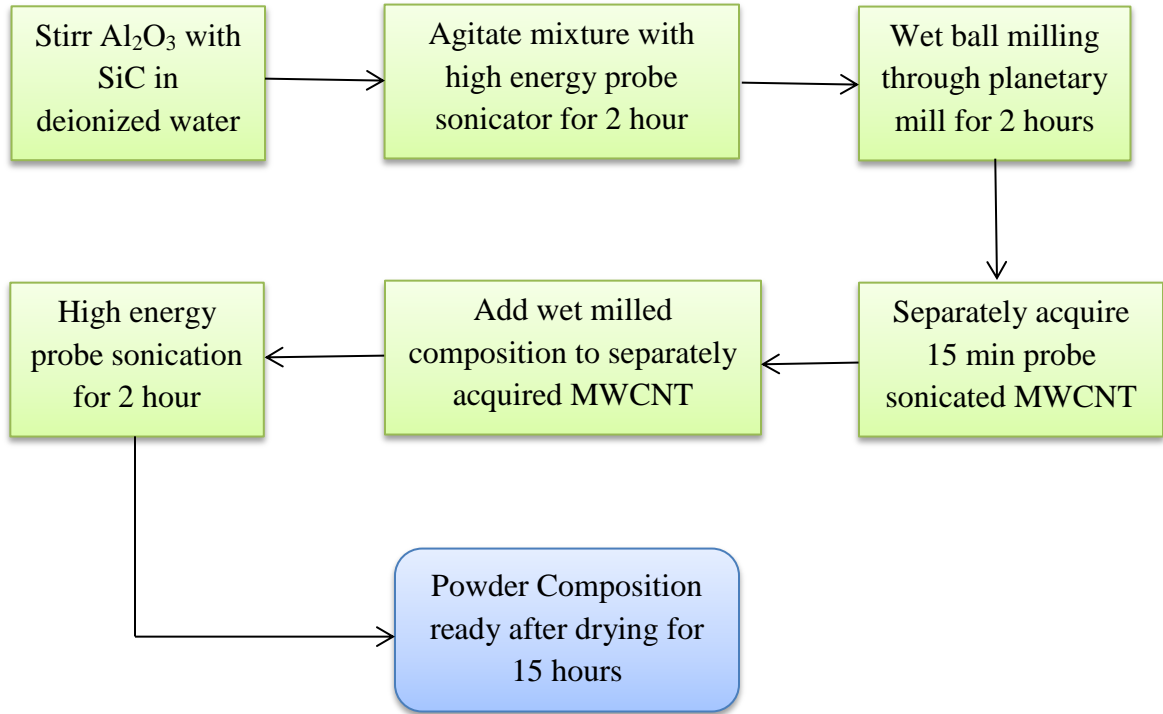 Stirr Al₂O₃ with
SiC in
deionized water
Agitate mixture with
high energy probe
sonicator for 2 hour
Wet ball milling
through planetary
mill for 2 hours
Separately acquire
15 min probe
sonicated MWCNT
Add wet milled
composition to separately
acquired MWCNT
High energy
probe sonication
for 2 hour
Powder Composition
ready after drying for
15 hours